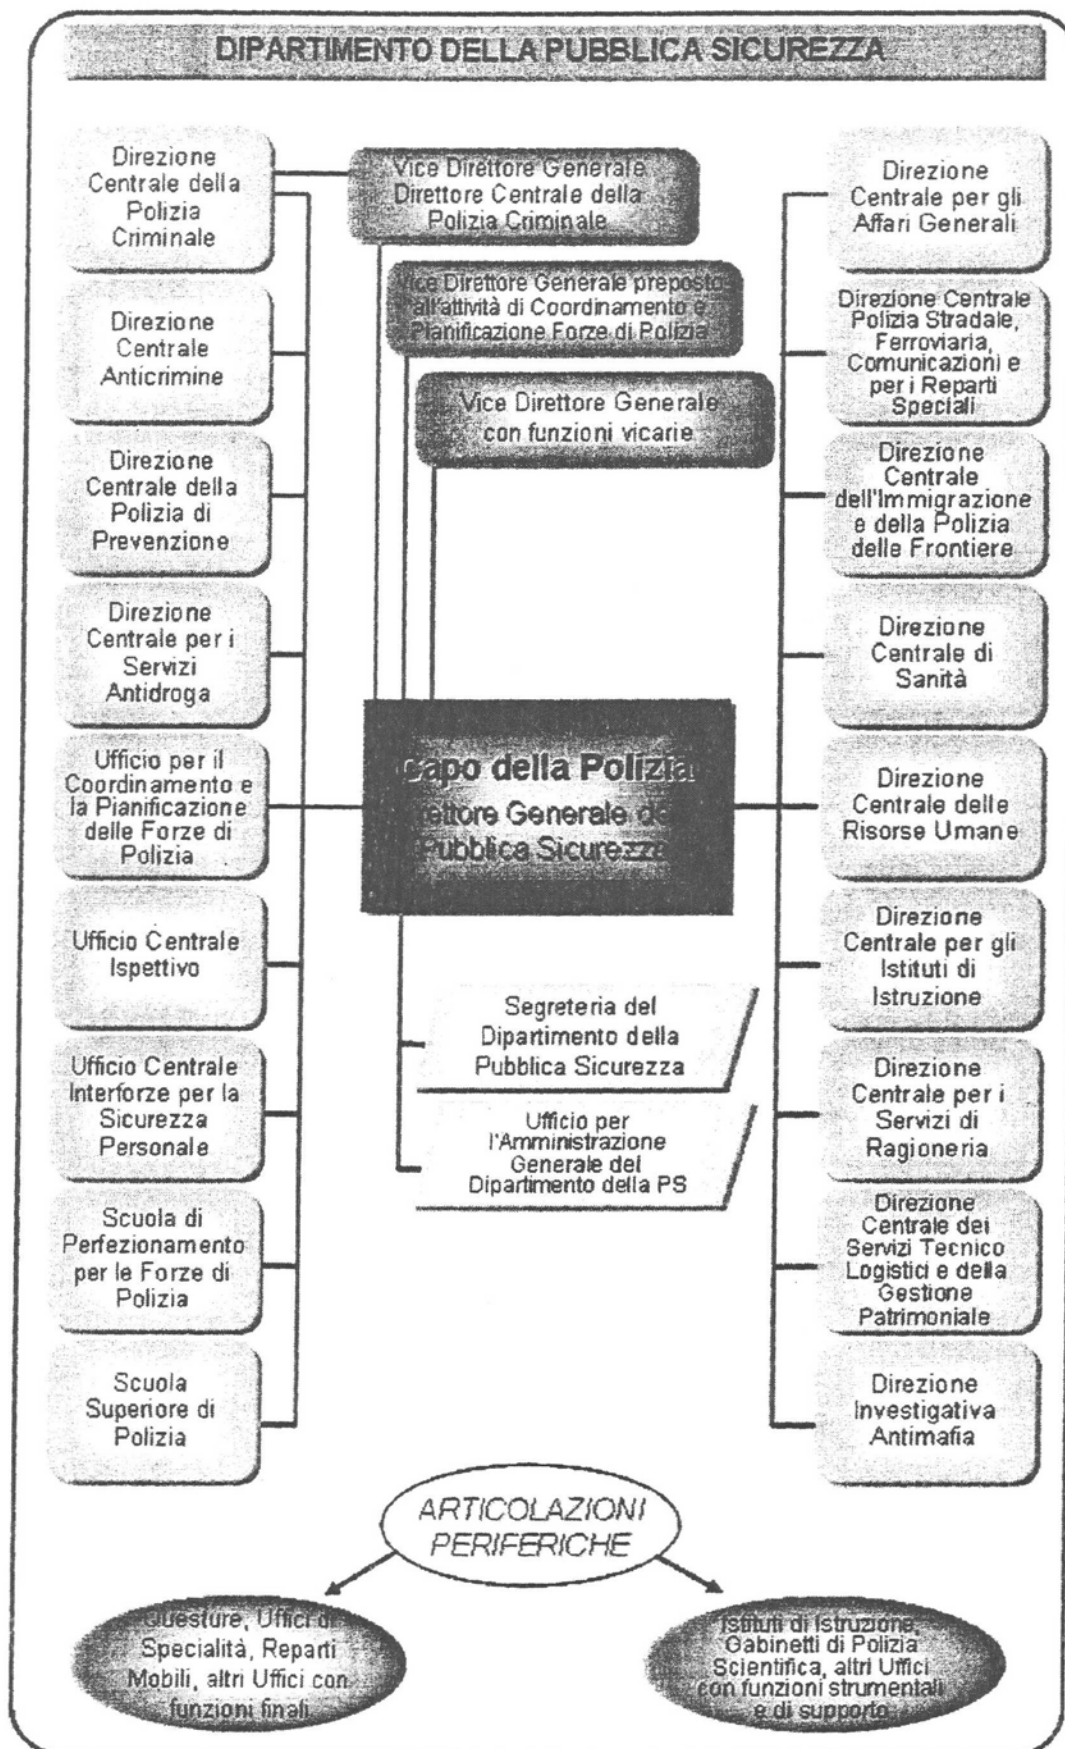 DIPARTIMENTO DELLA PUBBLICA SICUREZZA
Direzione
Centrale della
Polizia
Criminale
Direzione
Centrale
Anticrimine
Direzione
Centrale della
Polizia di
Prevenzione
Direzione
Centrale per i
Servizi
Antidroga
Ufficio per il
Coordinamento e
la Pianificazione
delle Forze di
Polizia
Ufficio Centrale
Ispettivo
Ufficio Centrale
Interforze per la
Sicurezza
Personale
Scuola di
Perfezionamento
per le Forze di
Polizia
Scuola
Superiore di
Polizia
Vice Direttore Generale
Direttore Centrale della
Polizia Criminale
Vice Direttore Generale preposto
all'attività di Coordinamento e
Pianificazione Forze di Polizia
Vice Direttore Generale
con funzioni vicarie
Capo della Polizia
rettore Generale de
Pubblica Sicurezza
Segreteria del
Dipartimento della
Pubblica Sicurezza
Ufficio per
l'Amministrazione
Generale del
Dipartimento della PS
Direzione
Centrale per gli
Affari Generali
Direzione Centrale
Polizia Stradale,
Ferroviaria,
Comunicazioni e
per i Reparti
Speciali
Direzione
Centrale
dell'Immigrazione
e della Polizia
delle Frontiere
Direzione
Centrale di
Sanità
Direzione
Centrale delle
Risorse Umane
Direzione
Centrale per gli
Istituti di
Istruzione
Direzione
Centrale per i
Servizi di
Ragioneria
Direzione
Centrale dei
Servizi Tecnico
Logistici e della
Gestione
Patrimoniale
Direzione
Investigativa
Antimafia
ARTICOLAZIONI
PERIFERICHE
Questure, Uffici di
Specialità, Reparti
Mobili, altri Uffici con
funzioni finali
Istituti di Istruzione,
Gabinetti di Polizia
Scientifica, altri Uffici
con funzioni strumentali
e di supporto